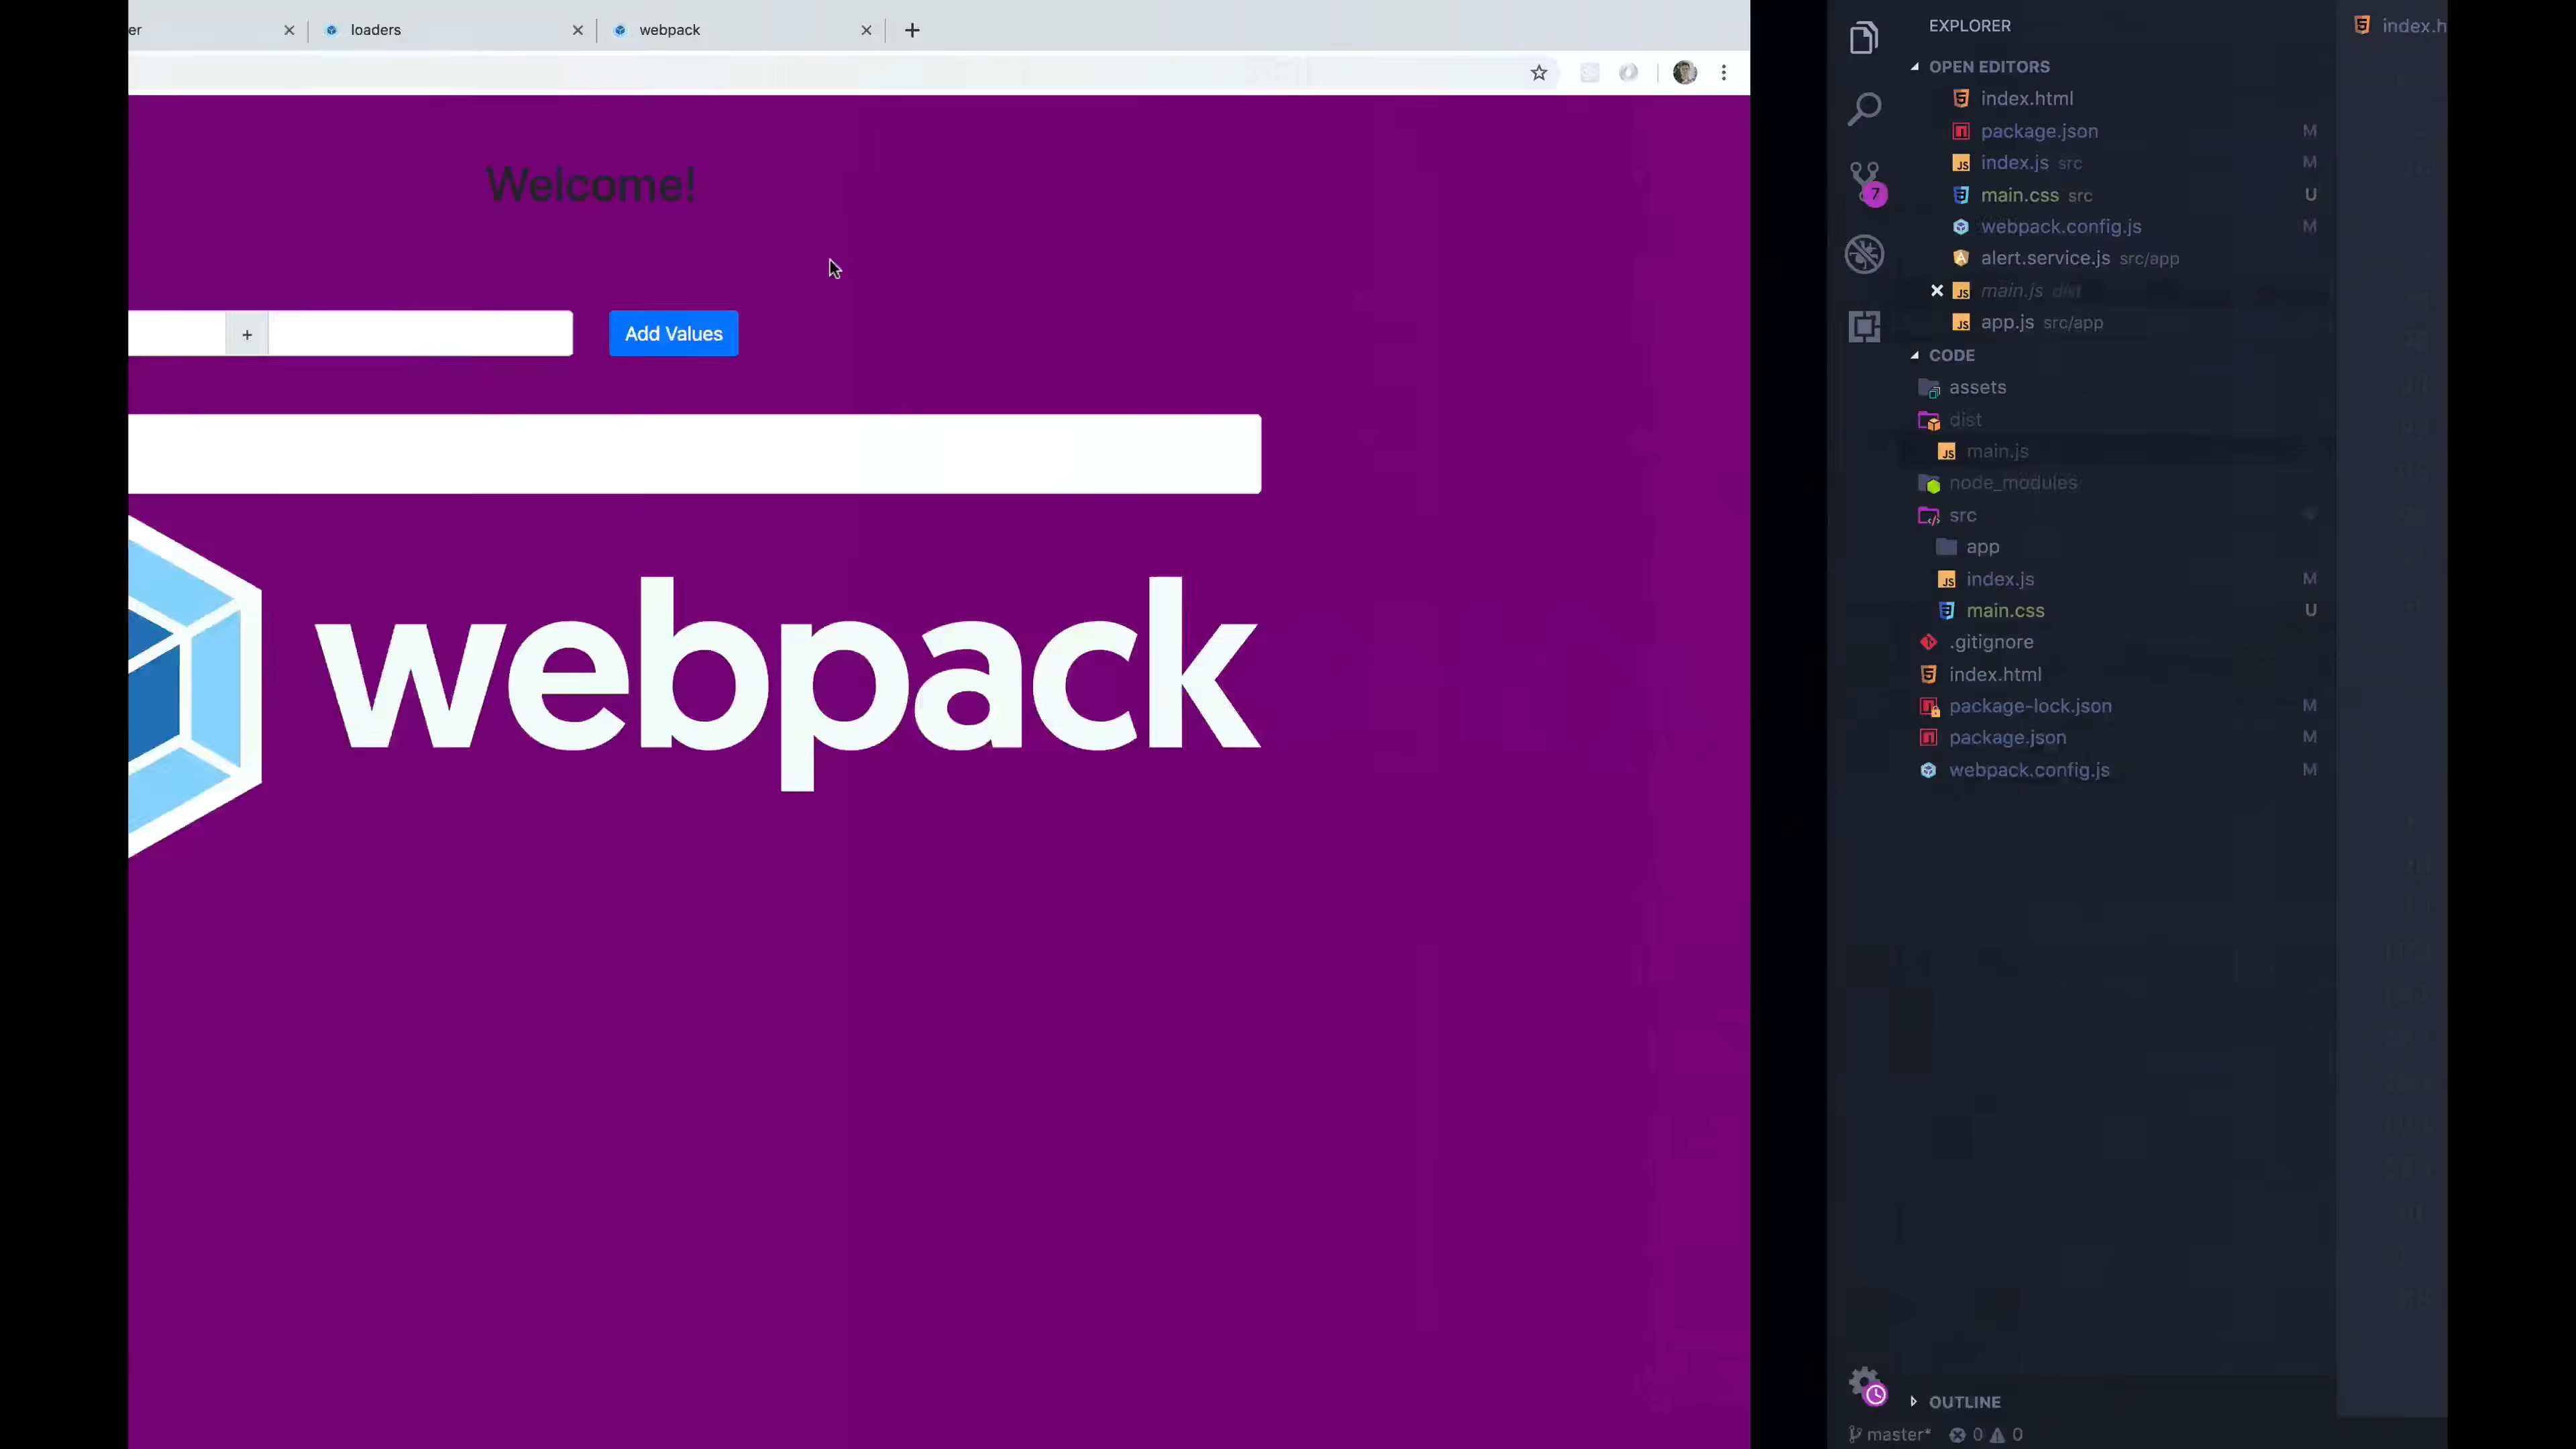 er
loaders
webpack
Welcome!
+
Add Values
webpack
EXPLORER
OPEN EDITORS
index.html
package.json M
index.js src M
main.css src U
webpack.config.js M
alert.service.js src/app
main.js dist
app.js src/app
CODE
assets
dist
main.js
node_modules
src
app
index.js M
main.css U
.gitignore
index.html
package-lock.json M
package.json M
webpack.config.js M
OUTLINE
master* 0 0
7
index.h